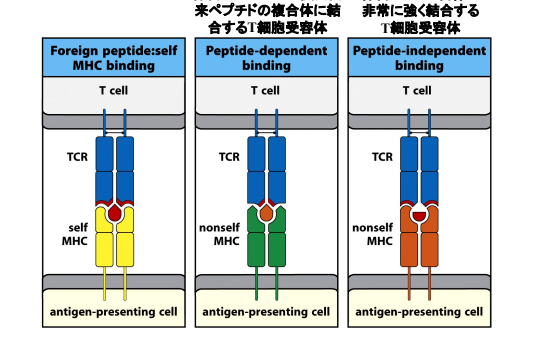 来ペプチドの複合体に結
合するT細胞受容体
非常に強く結合する
T細胞受容体
Foreign peptide:self
MHC binding
T cell
TCR
self
MHC
antigen-presenting cell
Peptide-dependent
binding
T cell
TCR
nonself
MHC
antigen-presenting cell
Peptide-independent
binding
T cell
TCR
nonself
MHC
antigen-presenting cell